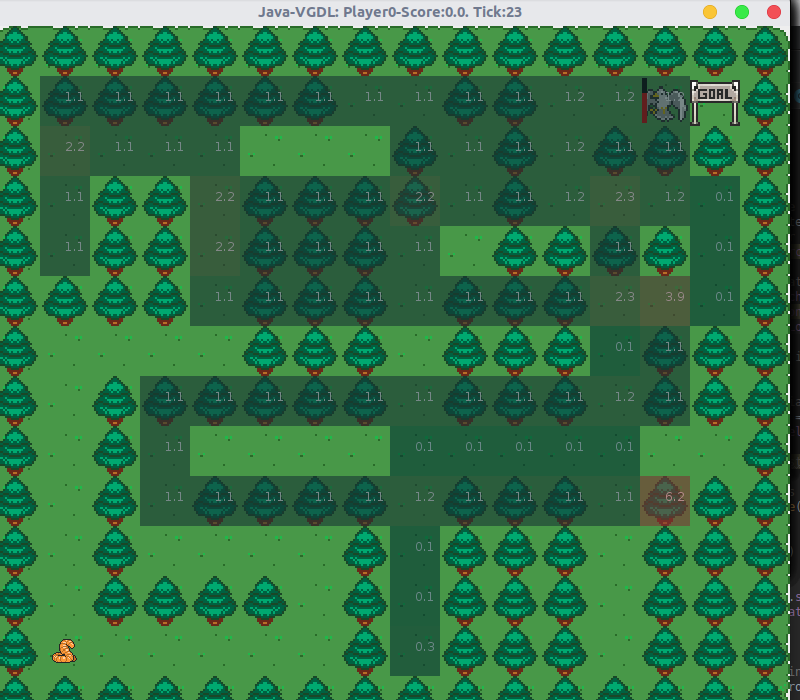 Java-VGDL: Player0-Score:0.0. Tick:23
1.1 1.1 1.1 1.1 1.1 1.1 1.1 1.1 1.1 1.1 1.2 1.2 GOAL
2.2 1.1 1.1 1.1 1.1 1.1 1.1 1.2 1.1 1.1
1.1 2.2 1.1 1.1 1.1 2.2 1.1 1.1 1.2 2.3 1.2 0.1
1.1 2.2 1.1 1.1 1.1 1.1 1.1 0.1
1.1 1.1 1.1 1.1 1.1 1.1 1.1 1.1 2.3 3.9 0.1
0.1 1.1
1.1 1.1 1.1 1.1 1.1 1.1 1.1 1.1 1.1 1.2 1.1
1.1 0.1 0.1 0.1 0.1 0.1
1.1 1.1 1.1 1.1 1.1 1.2 1.1 1.1 1.1 1.1 6.2
0.1
0.1
0.3